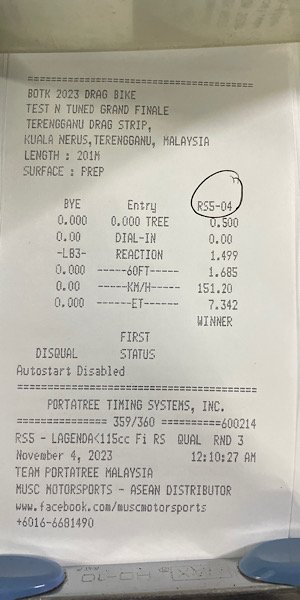 ==========================================
BOTK 2023 DRAG BIKE
TEST N TUNED GRAND FINALE
TERENGGANU DRAG STRIP,
KUALA NERUS,TERENGGANU, MALAYSIA
LENGTH : 201M
SURFACE : PREP
BYE Entry RS5-04
0.000 0.000 TREE 0.500
0.00 DIAL-IN 0.00
-LB3- REACTION 1.499
0.000 ------60FT------ 1.685
0.00 ------KM/H------ 151.20
0.000 -------ET------- 7.342
WINNER
FIRST
DISQUAL STATUS
Autostart Disabled
==========================================
PORTATREE TIMING SYSTEMS, INC.
=============== 359/360 ==========600214
RS5 - LAGENDA<115cc Fi RS QUAL RND 3
November 4, 2023 12:10:27 AM
TEAM PORTATREE MALAYSIA
MUSC MOTORSPORTS - ASEAN DISTRIBUTOR
www.facebook.com/muscmotorsports
+6016-6681490